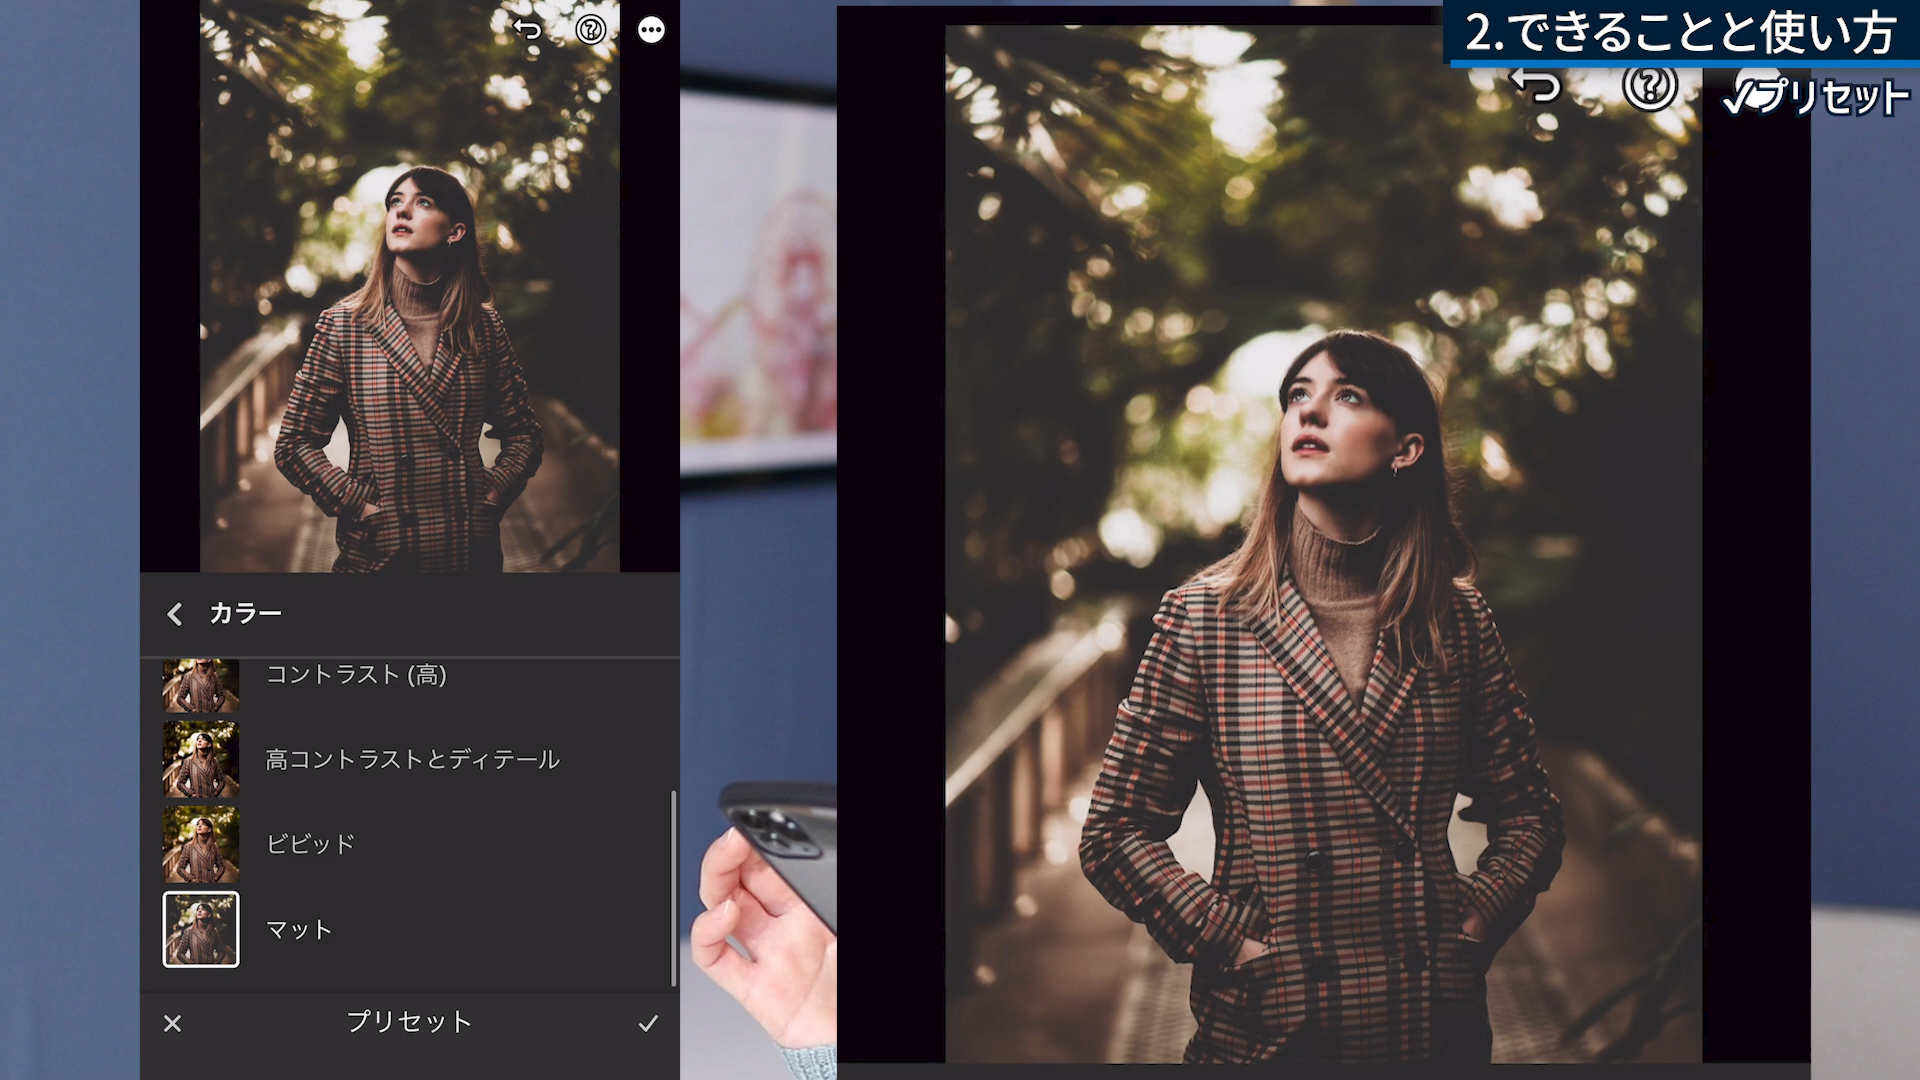 2.できることと使い方
✓プリセット
カラー
コントラスト (高)
高コントラストとディテール
ビビッド
マット
プリセット